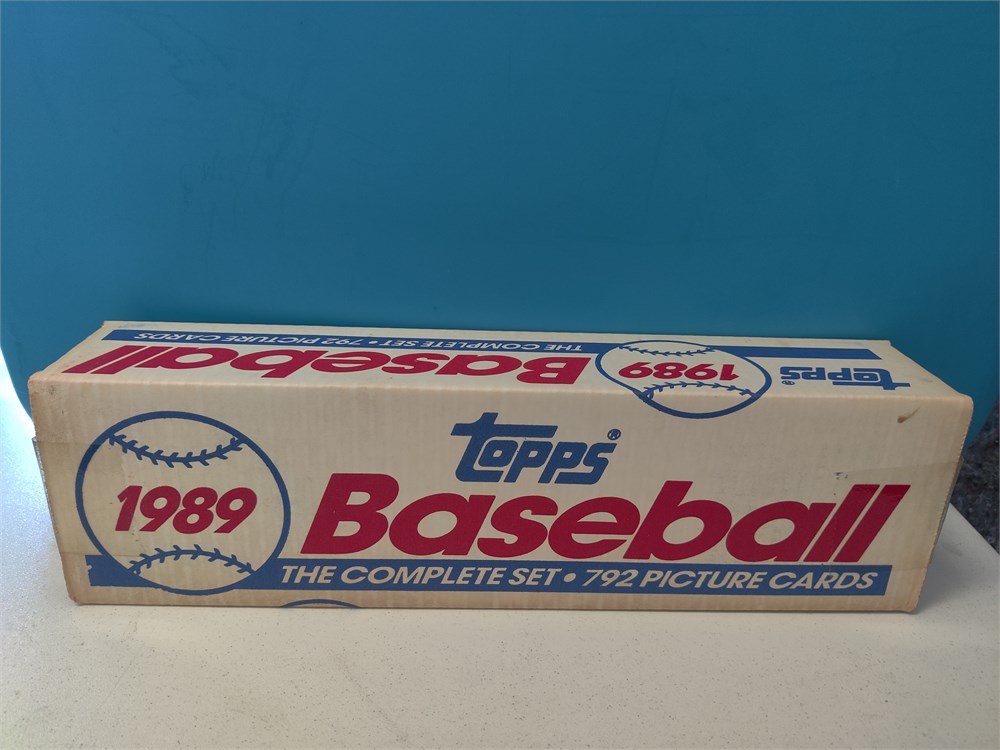 THE COMPLETE SET • 792 PICTURE CARDS
Baseball
1989
TOPPS®
TOPPS®
1989
Baseball
THE COMPLETE SET • 792 PICTURE CARDS